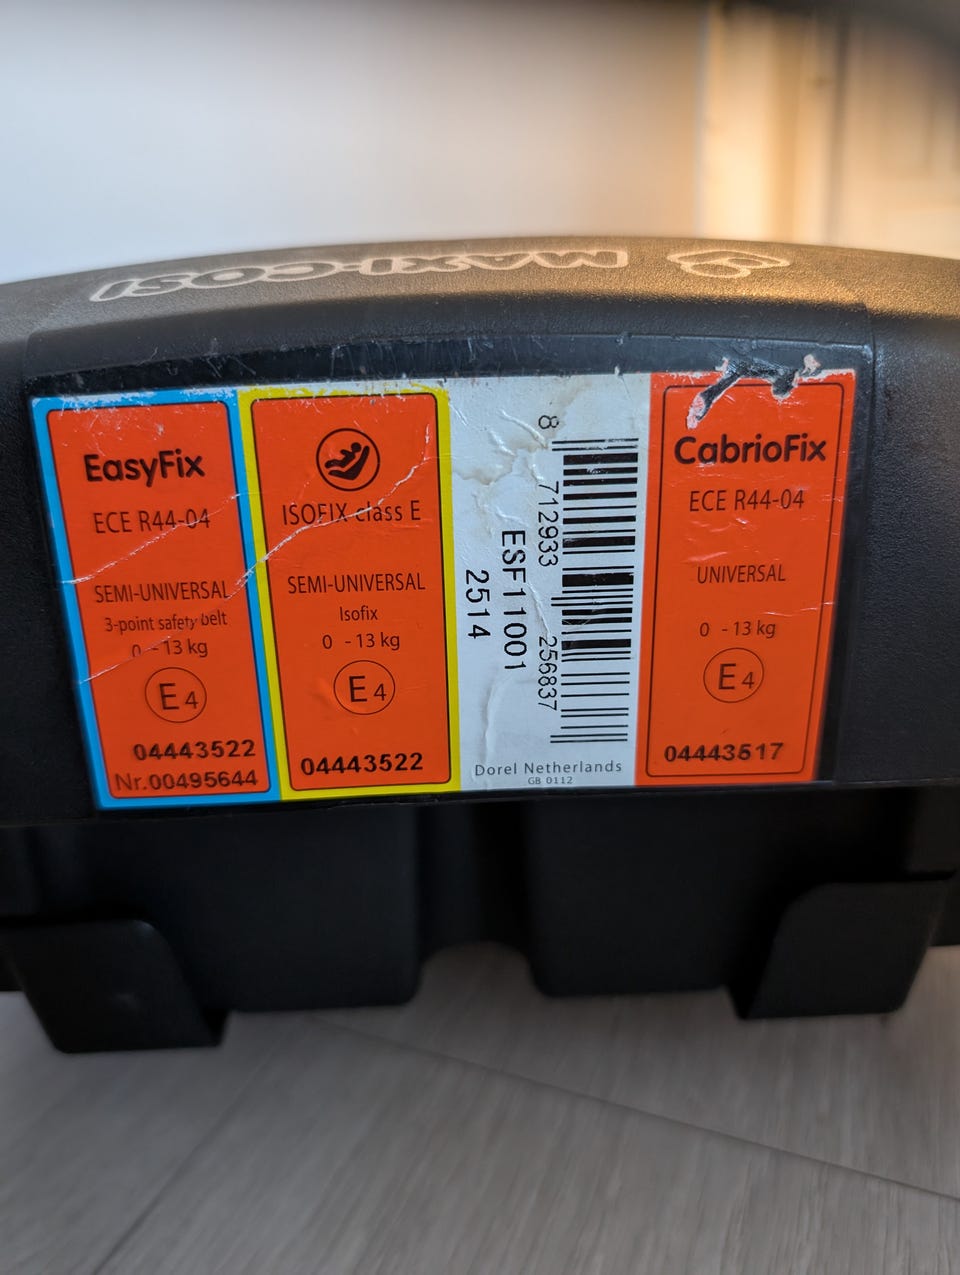 MAXI-COSI
EasyFix
ECE R44-04
SEMI-UNIVERSAL
3-point safety belt
0 - 13 kg
E4
04443522
Nr.00495644
ISOFIX class E
SEMI-UNIVERSAL
Isofix
0 - 13 kg
E4
04443522
8 712933 256837
ESF11001
2514
Dorel Netherlands
GB 0112
CabrioFix
ECE R44-04
UNIVERSAL
0 - 13 kg
E4
04443517